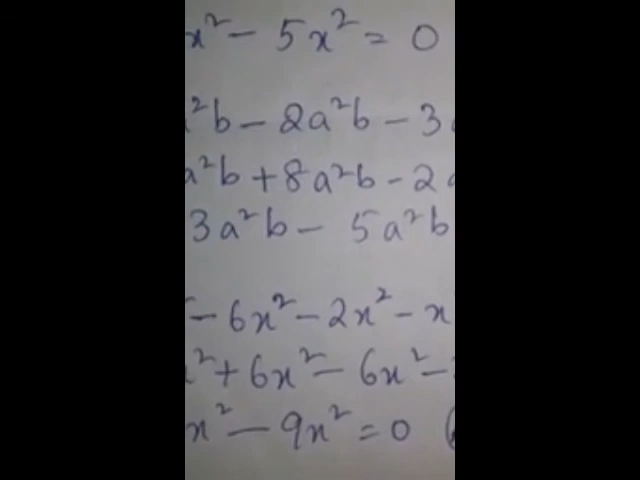 x² - 5x² = 0
²b - 2a²b - 3
a²b + 8a²b - 2
3a²b - 5a²b
- 6x² - 2x² - x
² + 6x² - 6x² -
x² - 9x² = 0 (